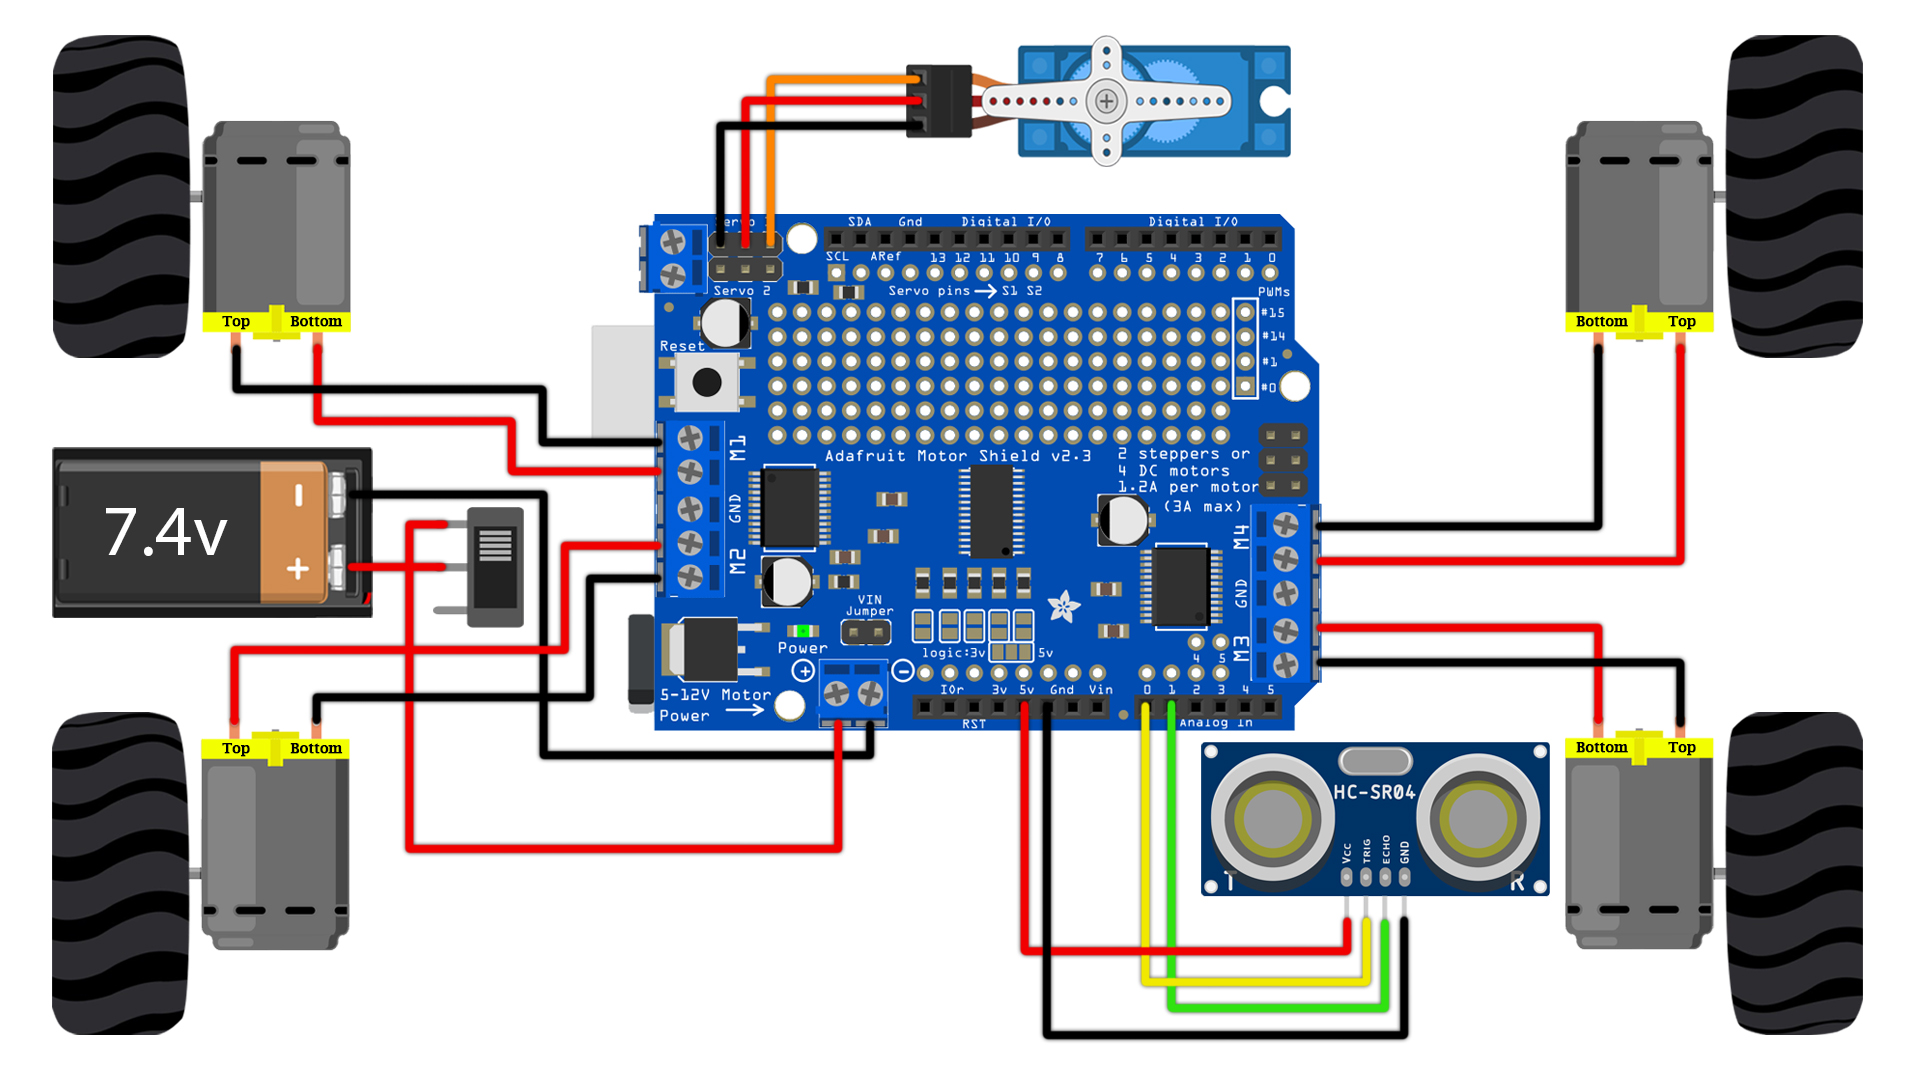 Servo 1
SDA Gnd Digital I/O Digital I/O
SCL ARef 13 12 11 10 9 8 7 6 5 4 3 2 1 0
Servo 2 Servo pins S1 S2 PWMs
#15
#14
#1
#0
Reset
Top Bottom
Bottom Top
M1
GND
M2
Adafruit Motor Shield v2.3
2 steppers or
4 DC motors
1.2A per motor
(3A max)
7.4v
-
+
M4
GND
M3
VIN
Jumper
Power
logic:3v 5v
4 5
+ -
5-12V Motor
Power
IOr 3v 5v Gnd Vin
RST
0 1 2 3 4 5
Analog In
Top Bottom
Bottom Top
HC-SR04
Vcc
TRIG
ECHO
GND
T R